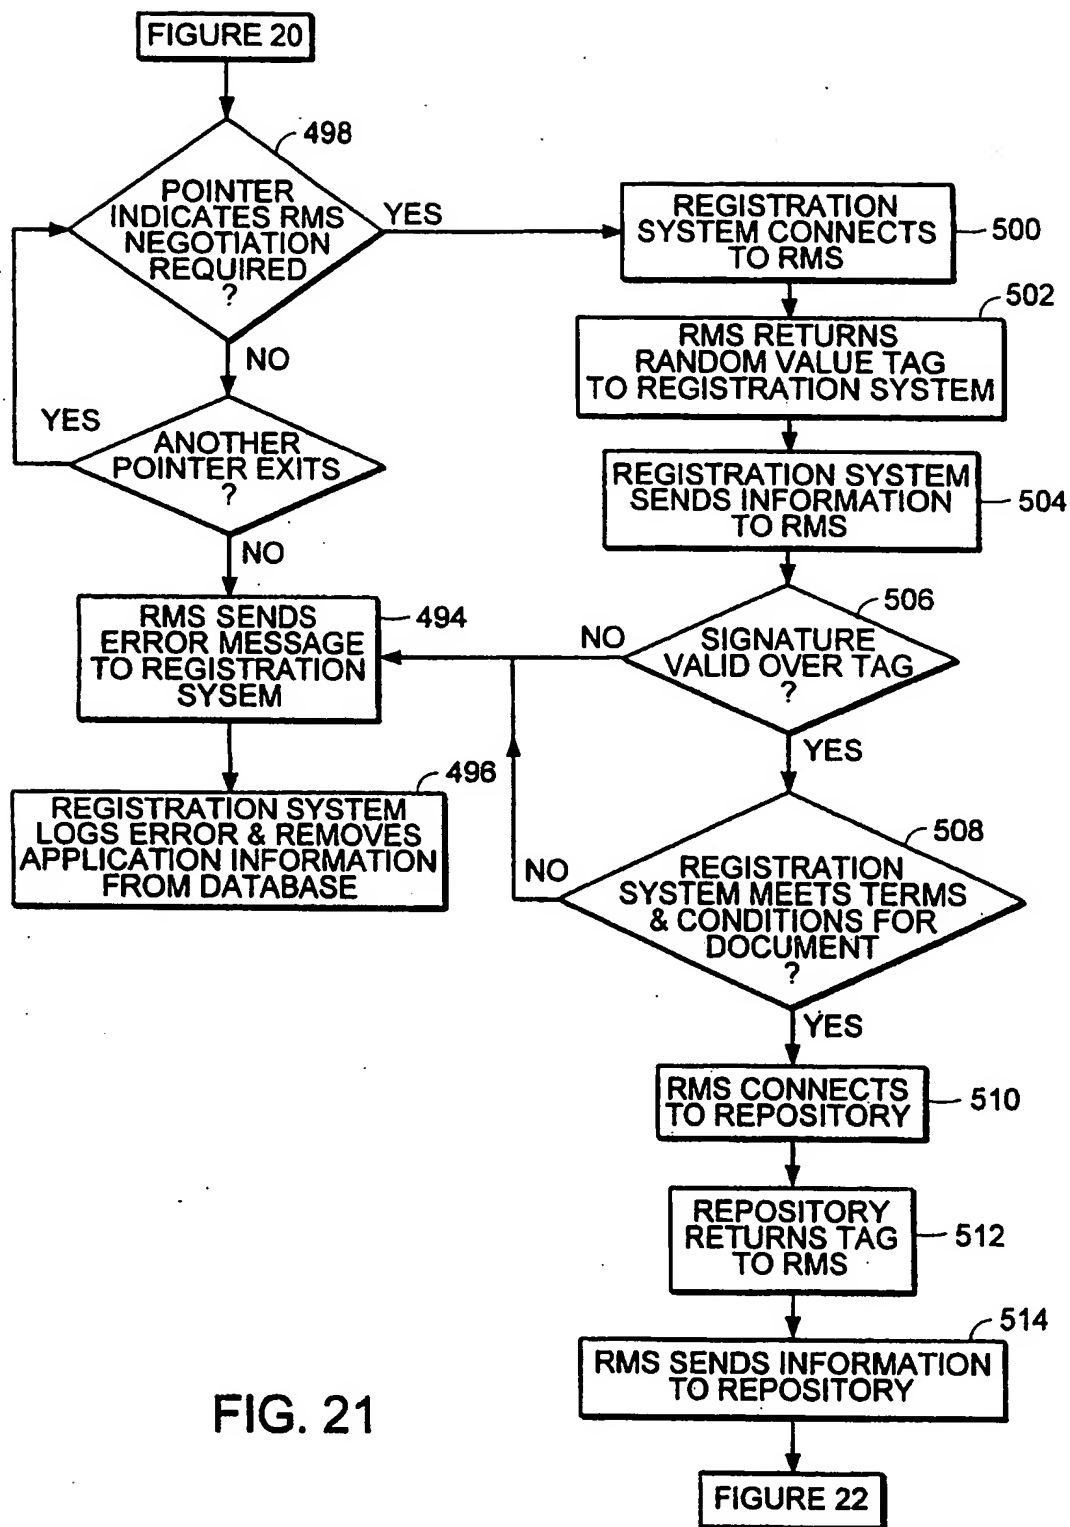 FIGURE 20
498
POINTER
INDICATES RMS
NEGOTIATION
REQUIRED
?
YES
NO
YES
ANOTHER
POINTER EXITS
?
NO
RMS SENDS
ERROR MESSAGE
TO REGISTRATION
SYSEM
494
496
REGISTRATION SYSTEM
LOGS ERROR & REMOVES
APPLICATION INFORMATION
FROM DATABASE
REGISTRATION
SYSTEM CONNECTS
TO RMS
500
502
RMS RETURNS
RANDOM VALUE TAG
TO REGISTRATION SYSTEM
REGISTRATION SYSTEM
SENDS INFORMATION
TO RMS
504
506
SIGNATURE
VALID OVER TAG
?
NO
YES
508
REGISTRATION
SYSTEM MEETS TERMS
& CONDITIONS FOR
DOCUMENT
?
NO
YES
RMS CONNECTS
TO REPOSITORY
510
REPOSITORY
RETURNS TAG
TO RMS
512
514
RMS SENDS INFORMATION
TO REPOSITORY
FIGURE 22
FIG. 21